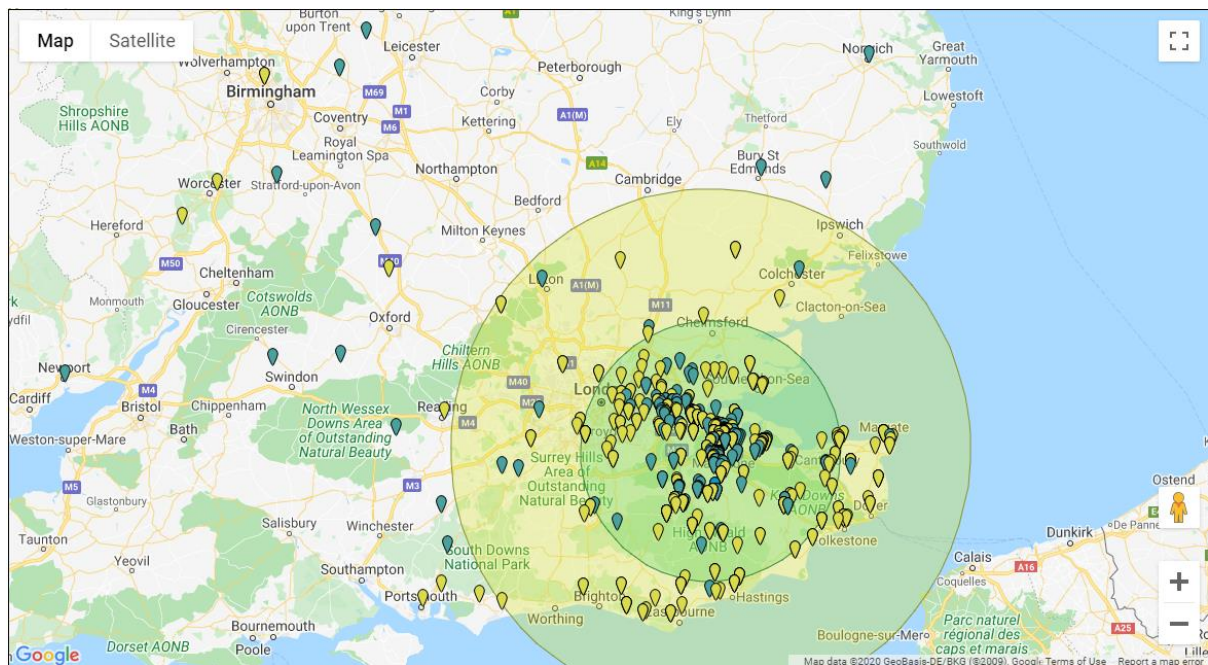 Map
Satellite
Burton
upon Trent
A1
King's Lynn
Leicester
Norwich
Great
Yarmouth
Wolverhampton
Peterborough
Birmingham
M69
Corby
Lowestoft
Shropshire
Hills AONB
Coventry
M1
M6
Kettering
A1(M)
Ely
Thetford
Royal
Leamington Spa
A14
Bury St
Edmunds
Southwold
Northampton
Worcester
Stratford-upon-Avon
Cambridge
Bedford
Hereford
Milton Keynes
Ipswich
Felixstowe
M50
M40
Luton
Colchester
Cheltenham
A1(M)
Gloucester
Cotswolds
AONB
M11
Clacton-on-Sea
Monmouth
Cirencester
Oxford
Chelmsford
Chiltern
Hills AONB
Newport
Swindon
M40
Cardiff
M4
Chippenham
North Wessex
Downs Area
of Outstanding
Natural Beauty
Reading
M4
Bristol
Bath
Margate
Weston-super-Mare
Surrey Hills
Area of
Outstanding
Natural Beauty
M5
M3
Ostend
Glastonbury
Dover
Salisbury
Winchester
Folkestone
Dunkirk
De Panne
Taunton
Yeovil
South Downs
National Park
Calais
A16
Southampton
Coquelles
Portsmouth
Brighton
Hastings
Worthing
Eastbourne
Parc naturel
régional des
caps et marais
Bournemouth
Poole
Boulogne-sur-Mer
A25
Dorset AONB
Lille
Google
Map data ©2020 GeoBasis-DE/BKG (©2009), Google
Terms of Use
Report a map error